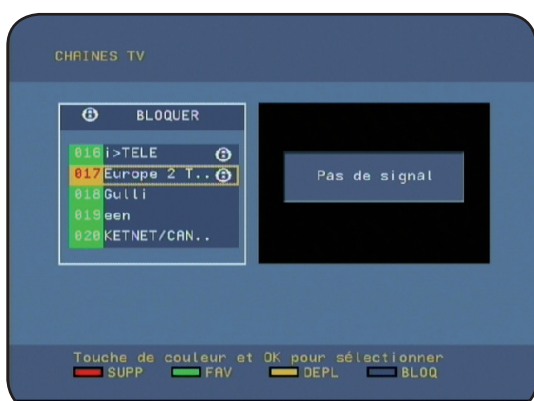 CHAINES TV
BLOQUER
016 i>TELE
017 Europe 2 T..
018 Gulli
019 een
020 KETNET/CAN..
Pas de signal
Touche de couleur et OK pour sélectionner
SUPP FAV DEPL BLOQ